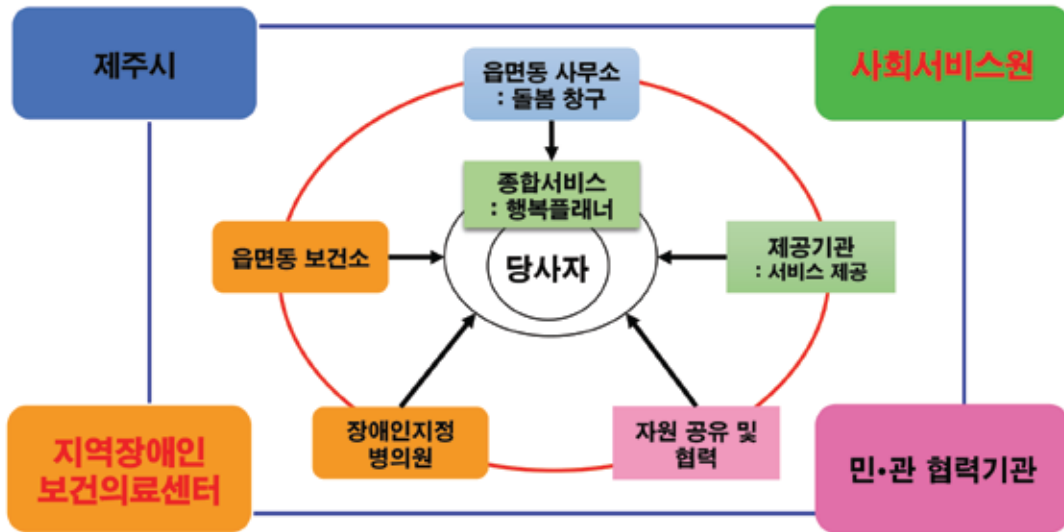 제주시
사회서비스원
읍면동 사무소
: 돌봄 창구
종합서비스
: 행복플래너
읍면동 보건소
당사자
제공기관
: 서비스 제공
장애인지정
병의원
자원 공유 및
협력
지역장애인
보건의료센터
민·관 협력기관